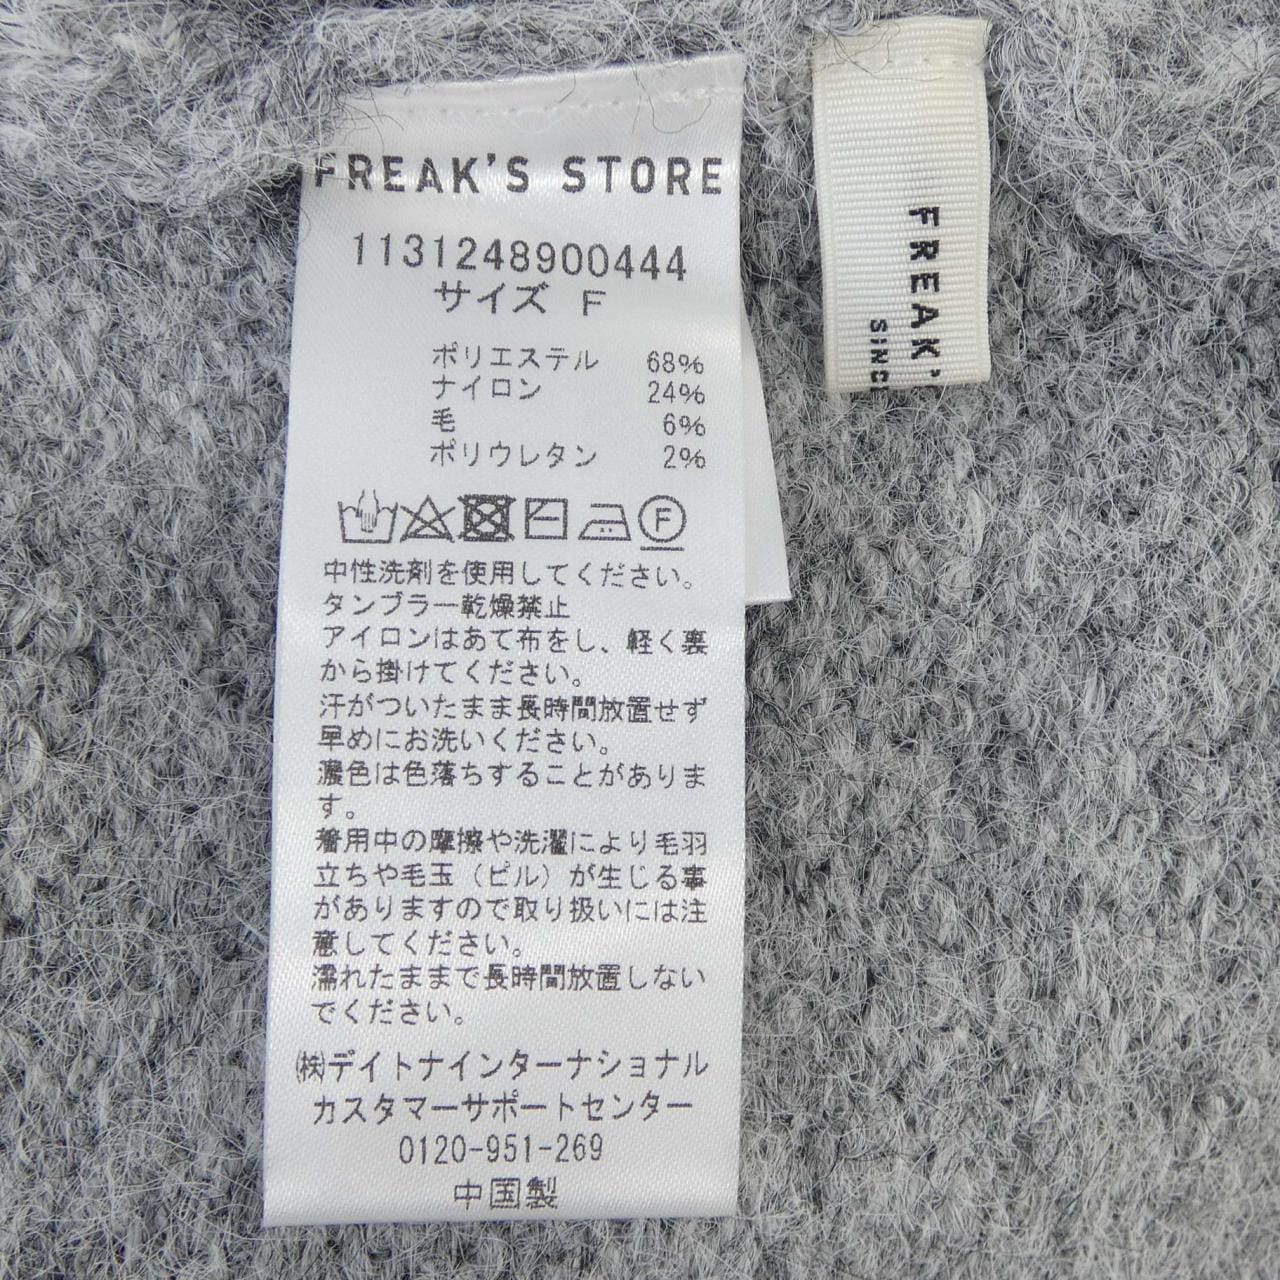 FREAK'S STORE
1131248900444
サイズ F
ポリエステル 68%
ナイロン 24%
毛 6%
ポリウレタン 2%
F
中性洗剤を使用してください。
タンブラー乾燥禁止
アイロンはあて布をし、軽く裏
から掛けてください。
汗がついたまま長時間放置せず
早めにお洗いください。
濃色は色落ちすることがありま
す。
着用中の摩擦や洗濯により毛羽
立ちや毛玉（ピル）が生じる事
がありますので取り扱いには注
意してください。
濡れたままで長時間放置しない
でください。
㈱デイトナインターナショナル
カスタマーサポートセンター
0120-951-269
中国製
FREAK'
SINC